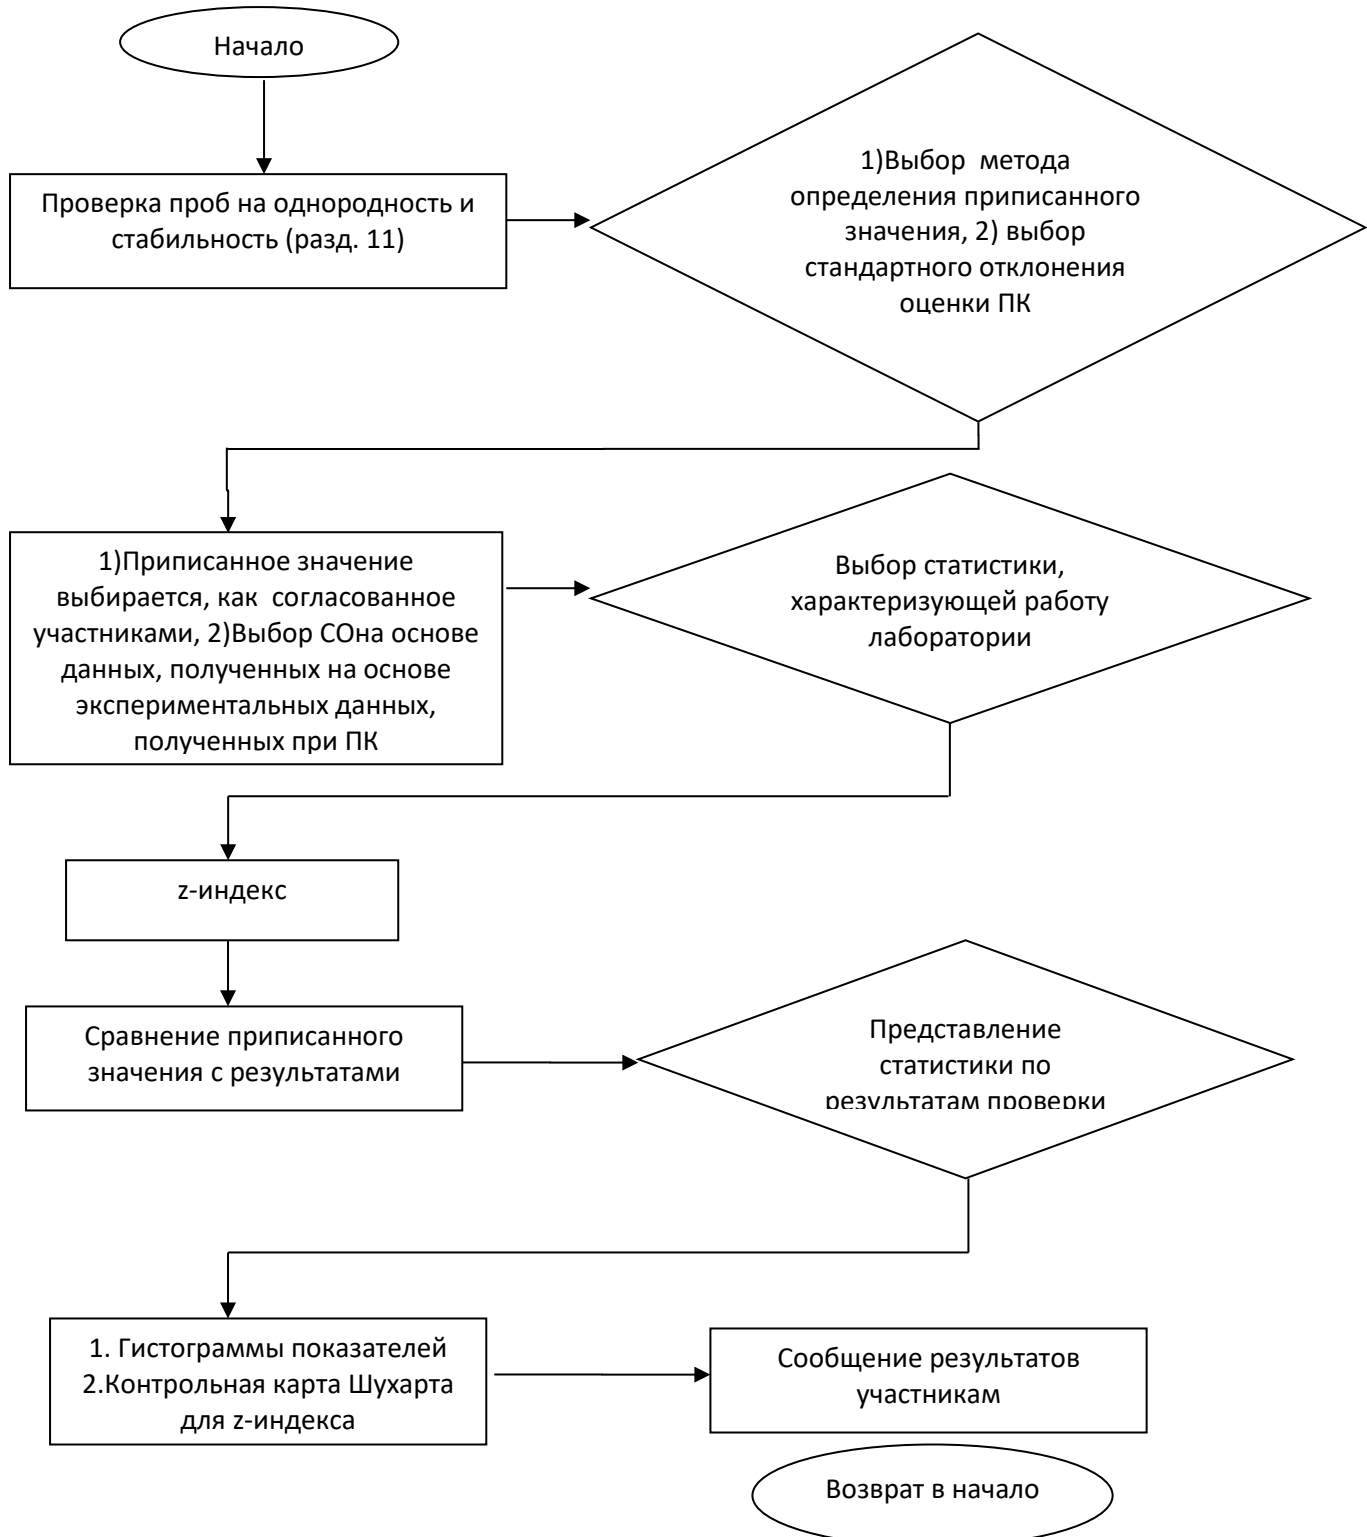 Начало
Проверка проб на однородность и
стабильность (разд. 11)
1)Выбор метода
определения приписанного
значения, 2) выбор
стандартного отклонения
оценки ПК
1)Приписанное значение
выбирается, как согласованное
участниками, 2)Выбор СОна основе
данных, полученных на основе
экспериментальных данных,
полученных при ПК
Выбор статистики,
характеризующей работу
лаборатории
z-индекс
Сравнение приписанного
значения с результатами
Представление
статистики по
результатам проверки
1. Гистограммы показателей
2.Контрольная карта Шухарта
для z-индекса
Сообщение результатов
участникам
Возврат в начало